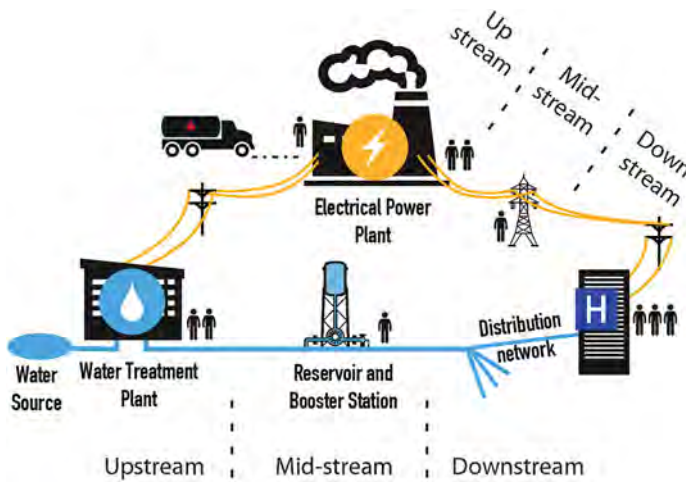 Up
stream
Mid-
stream
Down
stream
Electrical Power
Plant
H
Distribution
network
Water
Source
Water Treatment
Plant
Reservoir and
Booster Station
Upstream
Mid-stream
Downstream